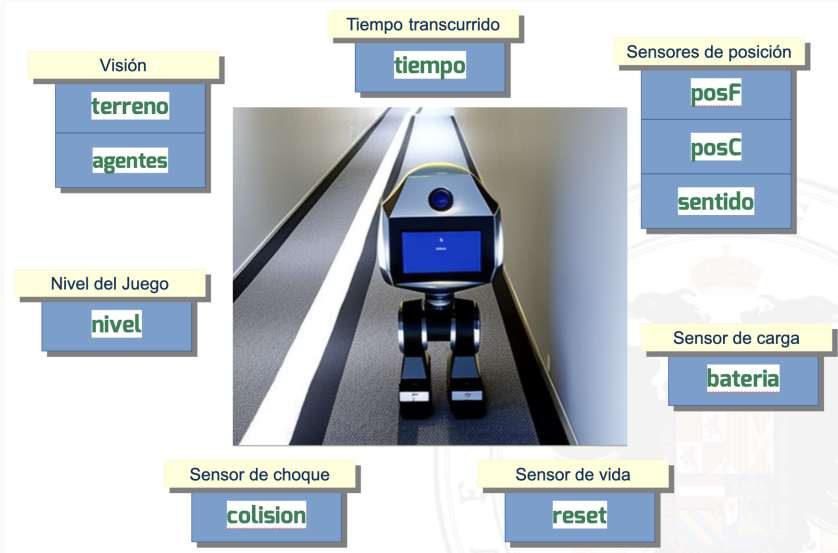 Tiempo transcurrido
tiempo
Visión
terreno
agentes
Sensores de posición
posF
posC
sentido
Nivel del Juego
nivel
Sensor de carga
bateria
Sensor de choque
colision
Sensor de vida
reset